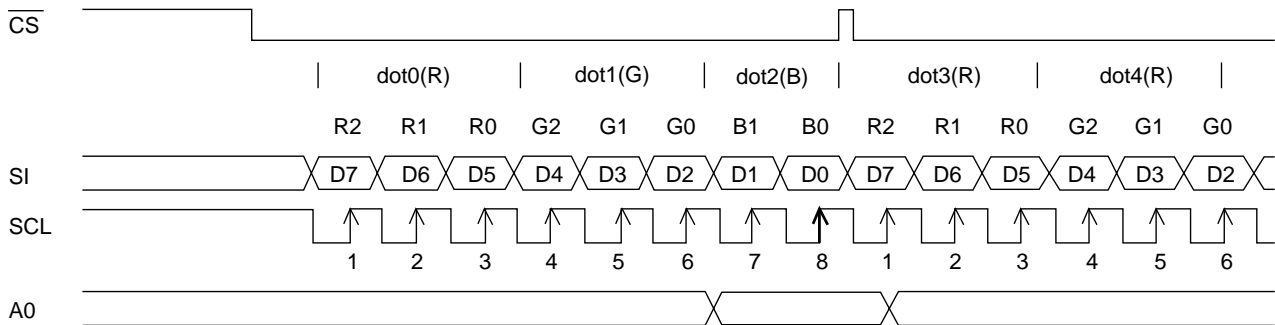 CS
dot0(R) dot1(G) dot2(B) dot3(R) dot4(R)
R2 R1 R0 G2 G1 G0 B1 B0 R2 R1 R0 G2 G1 G0
SI D7 D6 D5 D4 D3 D2 D1 D0 D7 D6 D5 D4 D3 D2
SCL
1 2 3 4 5 6 7 8 1 2 3 4 5 6
A0